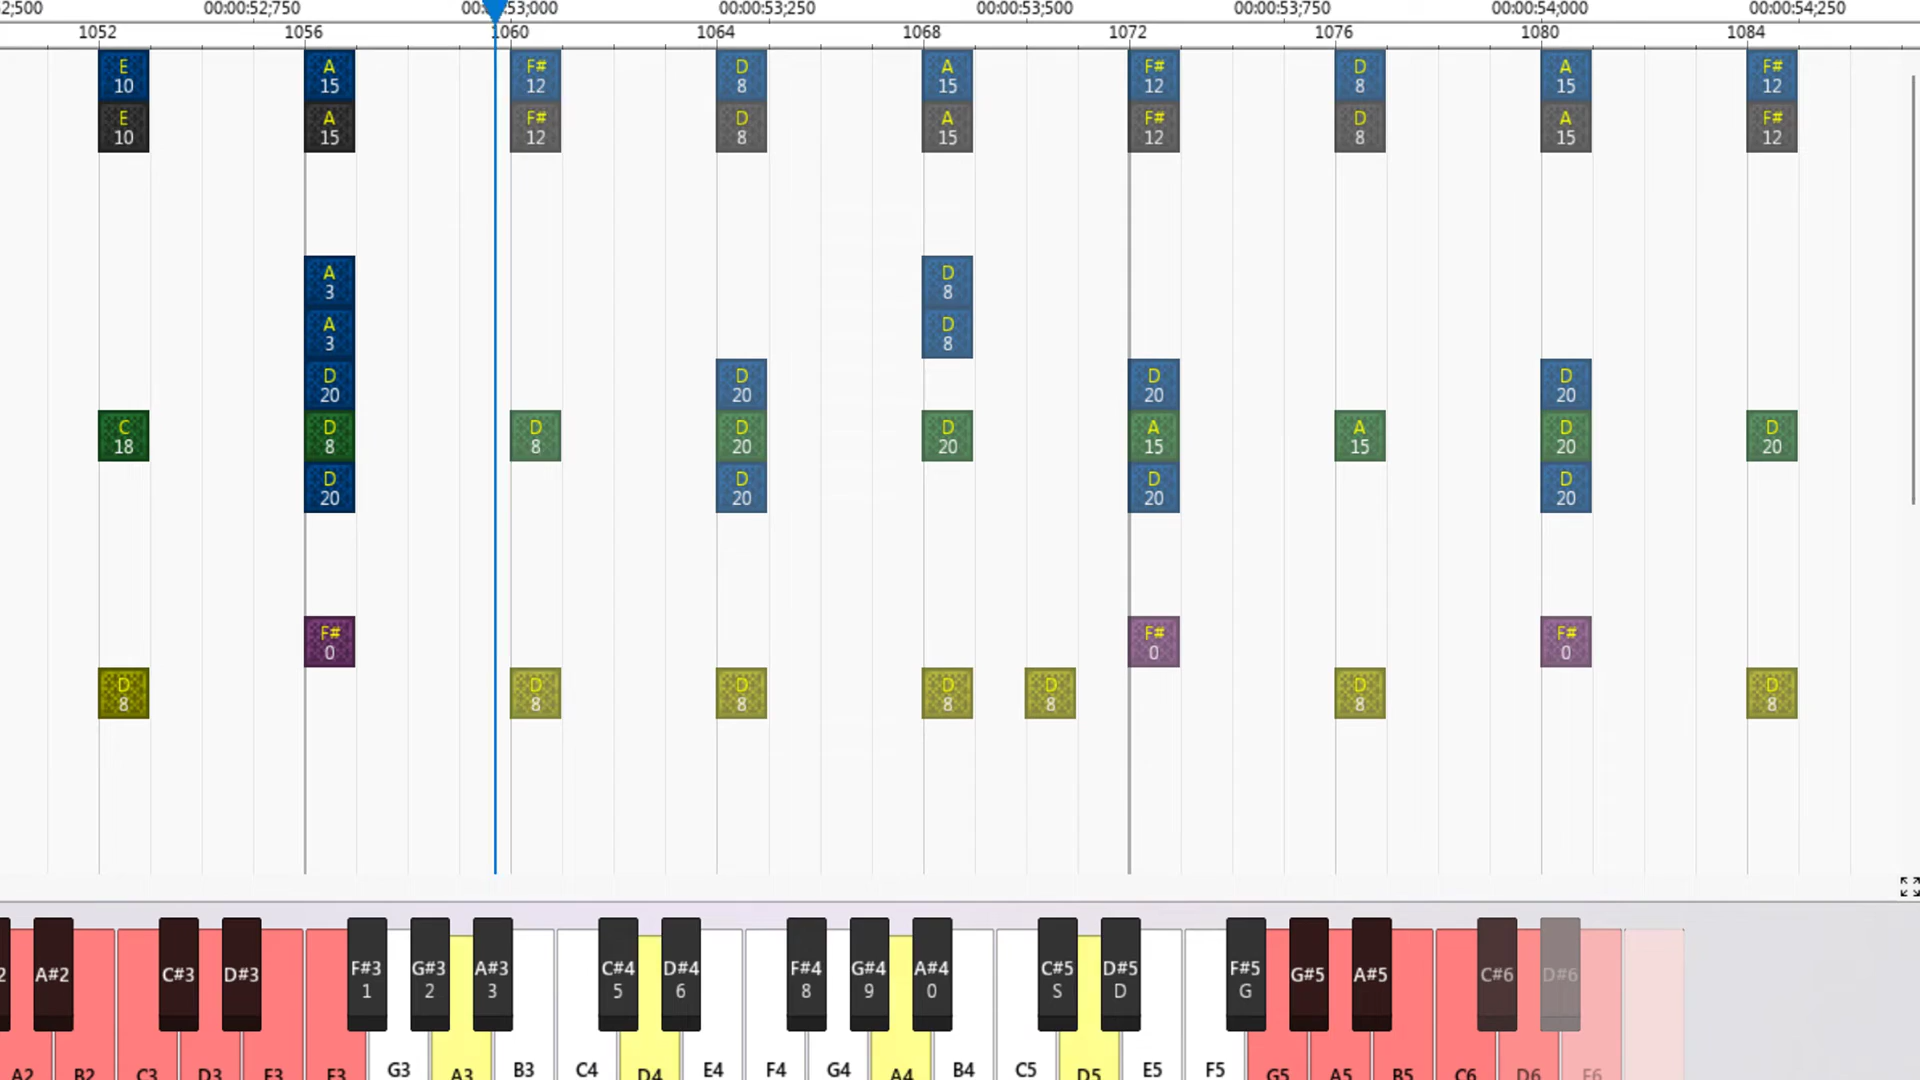 2;500 00:00:52,750 00:00:53,000 00:00:53,250 00:00:53,500 00:00:53,750 00:00:54,000 00:00:54,250
1052 1056 1060 1064 1068 1072 1076 1080 1084
E A F# D A F# D A F#
10 15 12 8 15 12 8 15 12
E A F# D A F# D A F#
10 15 12 8 15 12 8 15 12
A D
3 8
A D
3 8
D D D D
20 20 20 20
C D D D D A A D D
18 8 8 20 20 15 15 20 20
D D D D
20 20 20 20
F# F# F#
0 0 0
D D D D D D D
8 8 8 8 8 8 8
2 A#2 C#3 D#3 F#3 G#3 A#3 C#4 D#4 F#4 G#4 A#4 C#5 D#5 F#5 G#5 A#5 C#6 D#6
1 2 3 5 6 8 9 0 S D G
A2 B2 C3 D3 E3 F3 G3 A3 B3 C4 D4 E4 F4 G4 A4 B4 C5 D5 E5 F5 G5 A5 B5 C6 D6 E6